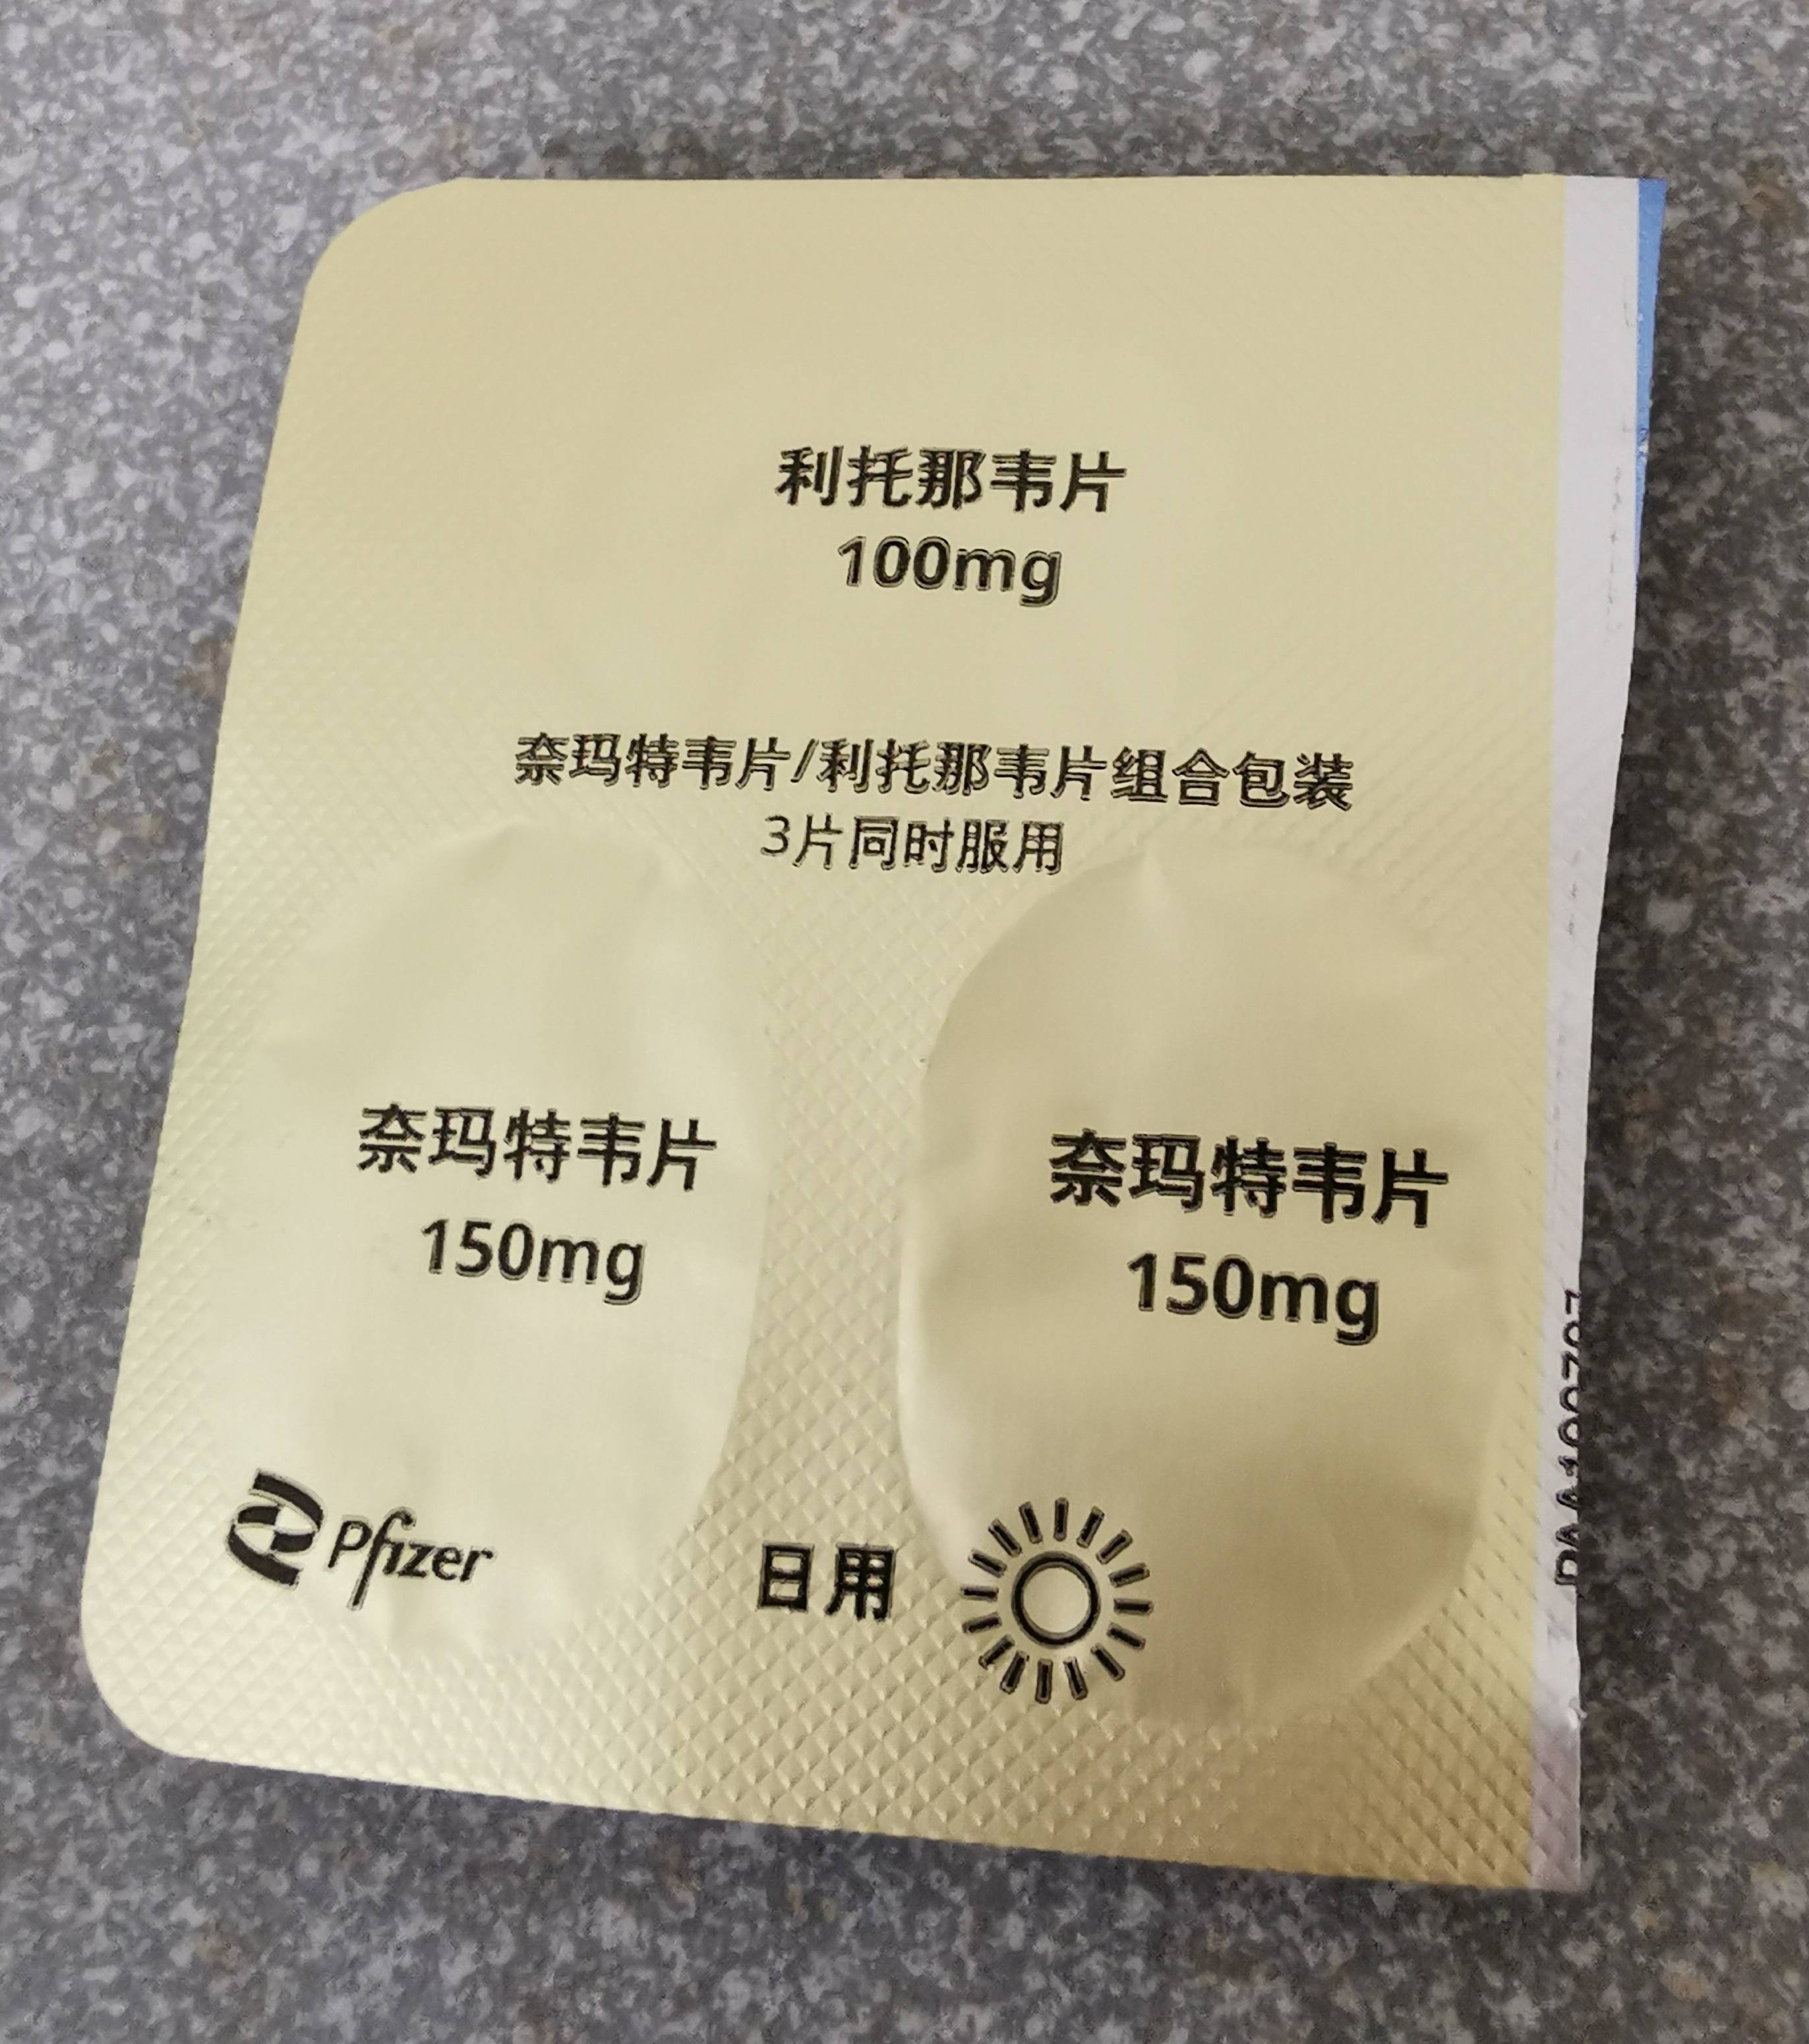 利托那韦片
100mg
奈玛特韦片/利托那韦片组合包装
3片同时服用
奈玛特韦片
150mg
奈玛特韦片
150mg
Pfizer
日用